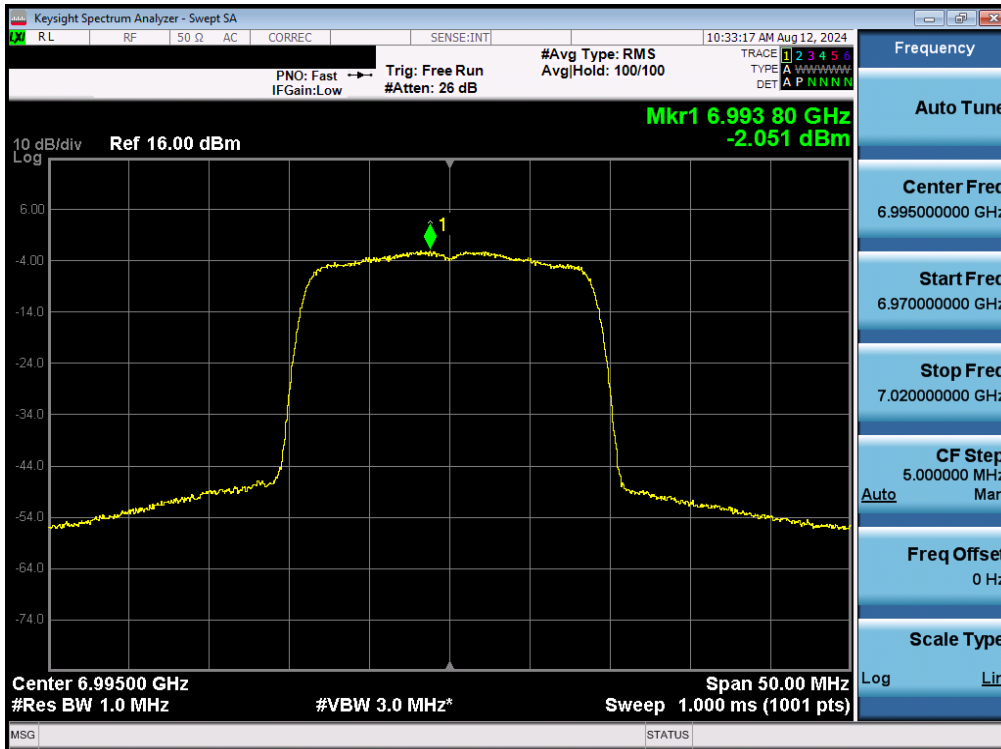 Keysight Spectrum Analyzer - Swept SA
LXI RL RF 50 Ω AC CORREC SENSE:INT 10:33:17 AM Aug 12, 2024
PNO: Fast
IFGain:Low
Trig: Free Run
#Atten: 26 dB
#Avg Type: RMS
Avg|Hold: 100/100
TRACE 1 2 3 4 5 6
TYPE A WWWWW
DET A P N N N N
Mkr1 6.993 80 GHz
-2.051 dBm
10 dB/div Ref 16.00 dBm
Log
1
6.00
-4.00
-14.0
-24.0
-34.0
-44.0
-54.0
-64.0
-74.0
Center 6.99500 GHz Span 50.00 MHz
#Res BW 1.0 MHz #VBW 3.0 MHz* Sweep 1.000 ms (1001 pts)
MSG STATUS
Frequency
Auto Tune
Center Freq
6.995000000 GHz
Start Freq
6.970000000 GHz
Stop Freq
7.020000000 GHz
CF Step
5.000000 MHz
Auto Man
Freq Offset
0 Hz
Scale Type
Log Lin